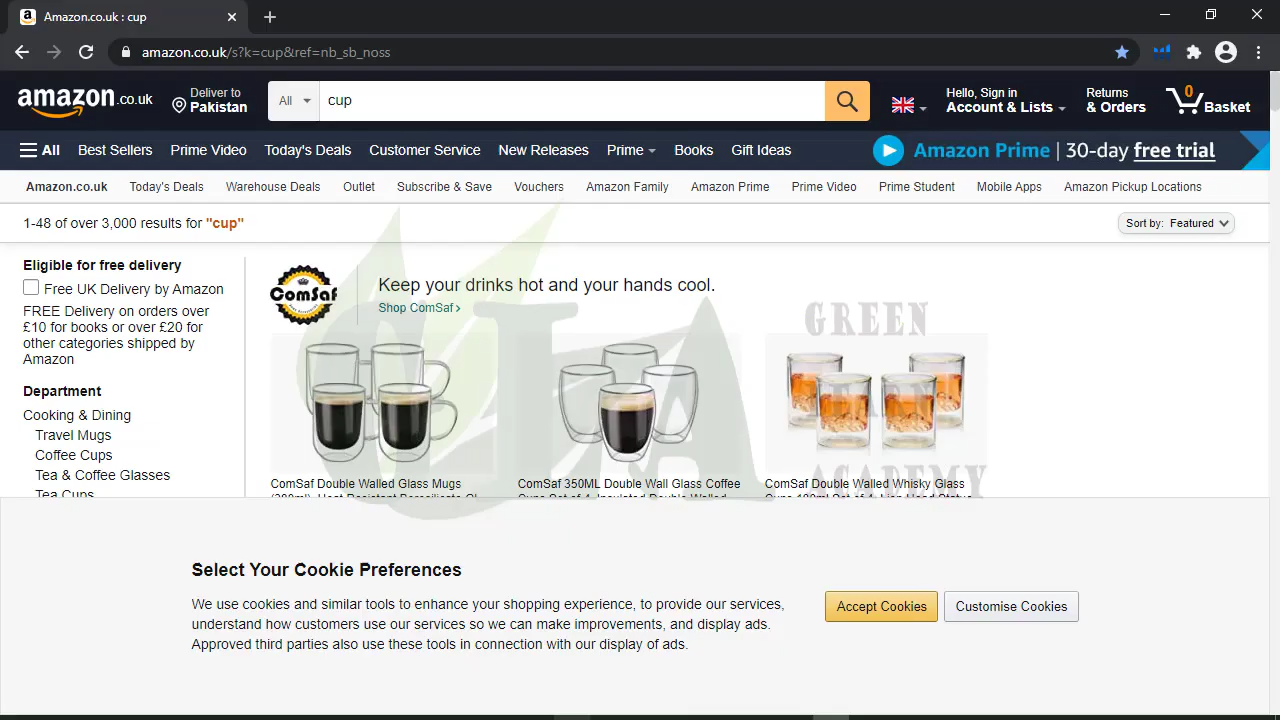 Amazon.co.uk : cup
amazon.co.uk/s?k=cup&ref=nb_sb_noss
amazon.co.uk
Deliver to
Pakistan
All
cup
Hello, Sign in
Account & Lists
Returns
& Orders
0
Basket
All
Best Sellers
Prime Video
Today's Deals
Customer Service
New Releases
Prime
Books
Gift Ideas
Amazon Prime | 30-day free trial
Amazon.co.uk
Today's Deals
Warehouse Deals
Outlet
Subscribe & Save
Vouchers
Amazon Family
Amazon Prime
Prime Video
Prime Student
Mobile Apps
Amazon Pickup Locations
1-48 of over 3,000 results for "cup"
Sort by: Featured
Eligible for free delivery
Free UK Delivery by Amazon
FREE Delivery on orders over
£10 for books or over £20 for
other categories shipped by
Amazon
Department
Cooking & Dining
Travel Mugs
Coffee Cups
Tea & Coffee Glasses
Tea Cups
ComSaf
Keep your drinks hot and your hands cool.
Shop ComSaf ›
GLA
GREEN
LEARN
ACADEMY
ComSaf Double Walled Glass Mugs
ComSaf 350ML Double Wall Glass Coffee
ComSaf Double Walled Whisky Glass
Select Your Cookie Preferences
We use cookies and similar tools to enhance your shopping experience, to provide our services,
understand how customers use our services so we can make improvements, and display ads.
Approved third parties also use these tools in connection with our display of ads.
Accept Cookies
Customise Cookies